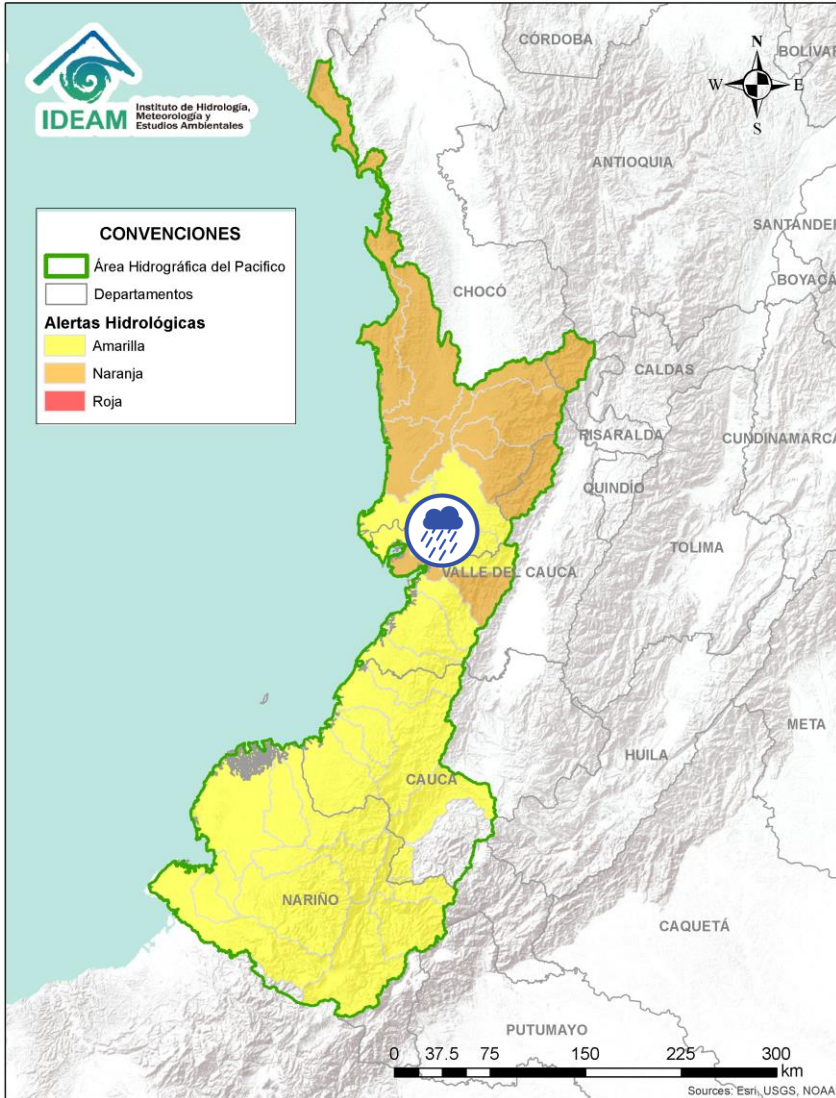 IDEAM
Instituto de Hidrología,
Meteorología y
Estudios Ambientales
CÓRDOBA
BOLÍVAR
N
W
E
S
ANTIOQUIA
SANTANDER
BOYACÁ
CONVENCIONES
Área Hidrográfica del Pacifico
Departamentos
Alertas Hidrológicas
Amarilla
Naranja
Roja
CHOCÓ
CALDAS
RISARALDA
CUNDINAMARCA
QUINDÍO
TOLIMA
VALLE DEL CAUCA
META
HUILA
CAUCA
NARIÑO
CAQUETÁ
PUTUMAYO
0 37.5 75 150 225 300
km
Sources: Esri, USGS, NOAA